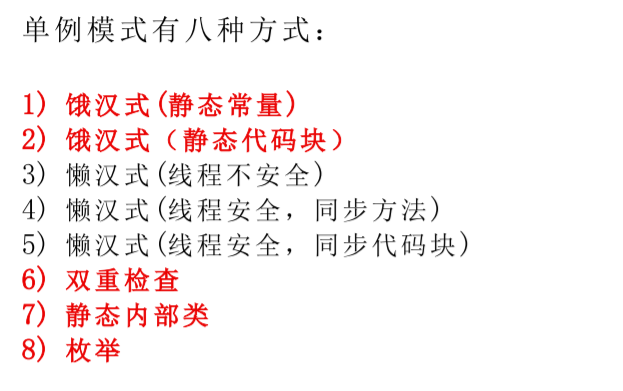 单例模式有八种方式：
1) 饿汉式(静态常量)
2) 饿汉式（静态代码块）
3) 懒汉式(线程不安全)
4) 懒汉式(线程安全，同步方法)
5) 懒汉式(线程安全，同步代码块)
6) 双重检查
7) 静态内部类
8) 枚举